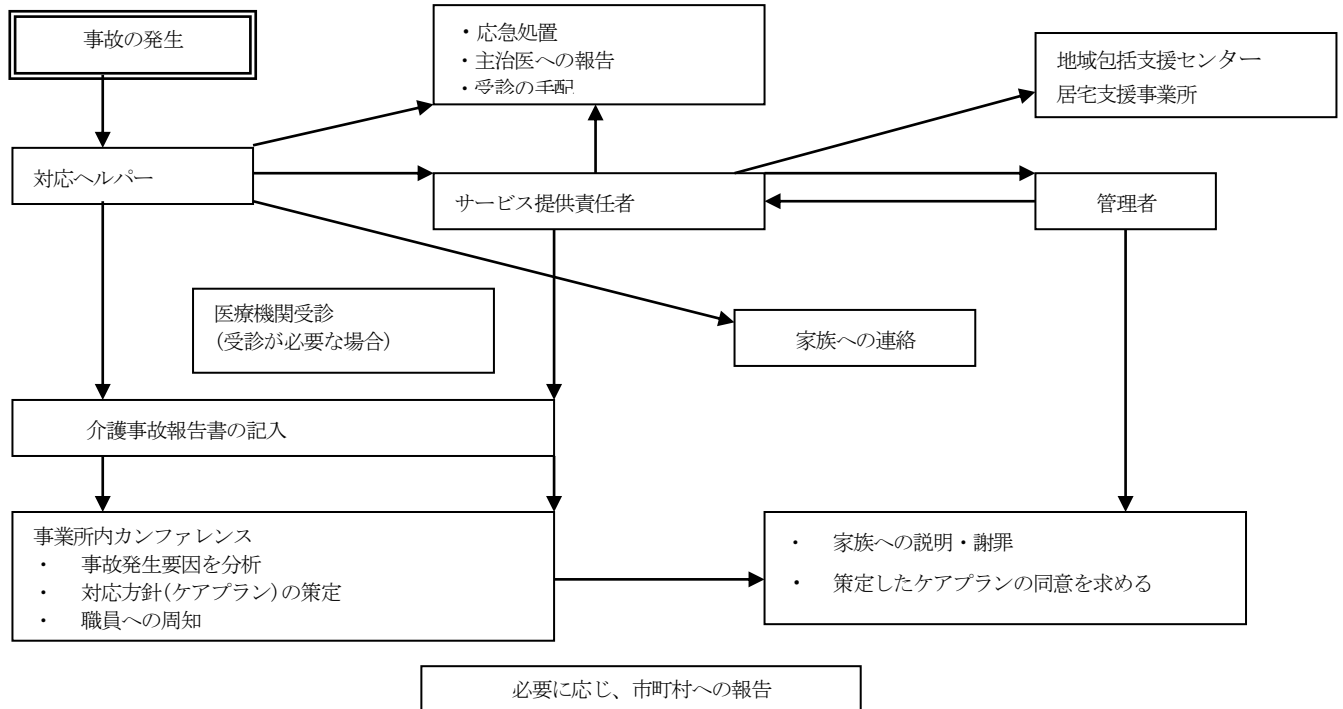 事故の発生
・応急処置
・主治医への報告
・受診の手配
地域包括支援センター
居宅支援事業所
対応ヘルパー
サービス提供責任者
管理者
医療機関受診
(受診が必要な場合)
家族への連絡
介護事故報告書の記入
事業所内カンファレンス
・ 事故発生要因を分析
・ 対応方針(ケアプラン)の策定
・ 職員への周知
・ 家族への説明・謝罪
・ 策定したケアプランの同意を求める
必要に応じ、市町村への報告